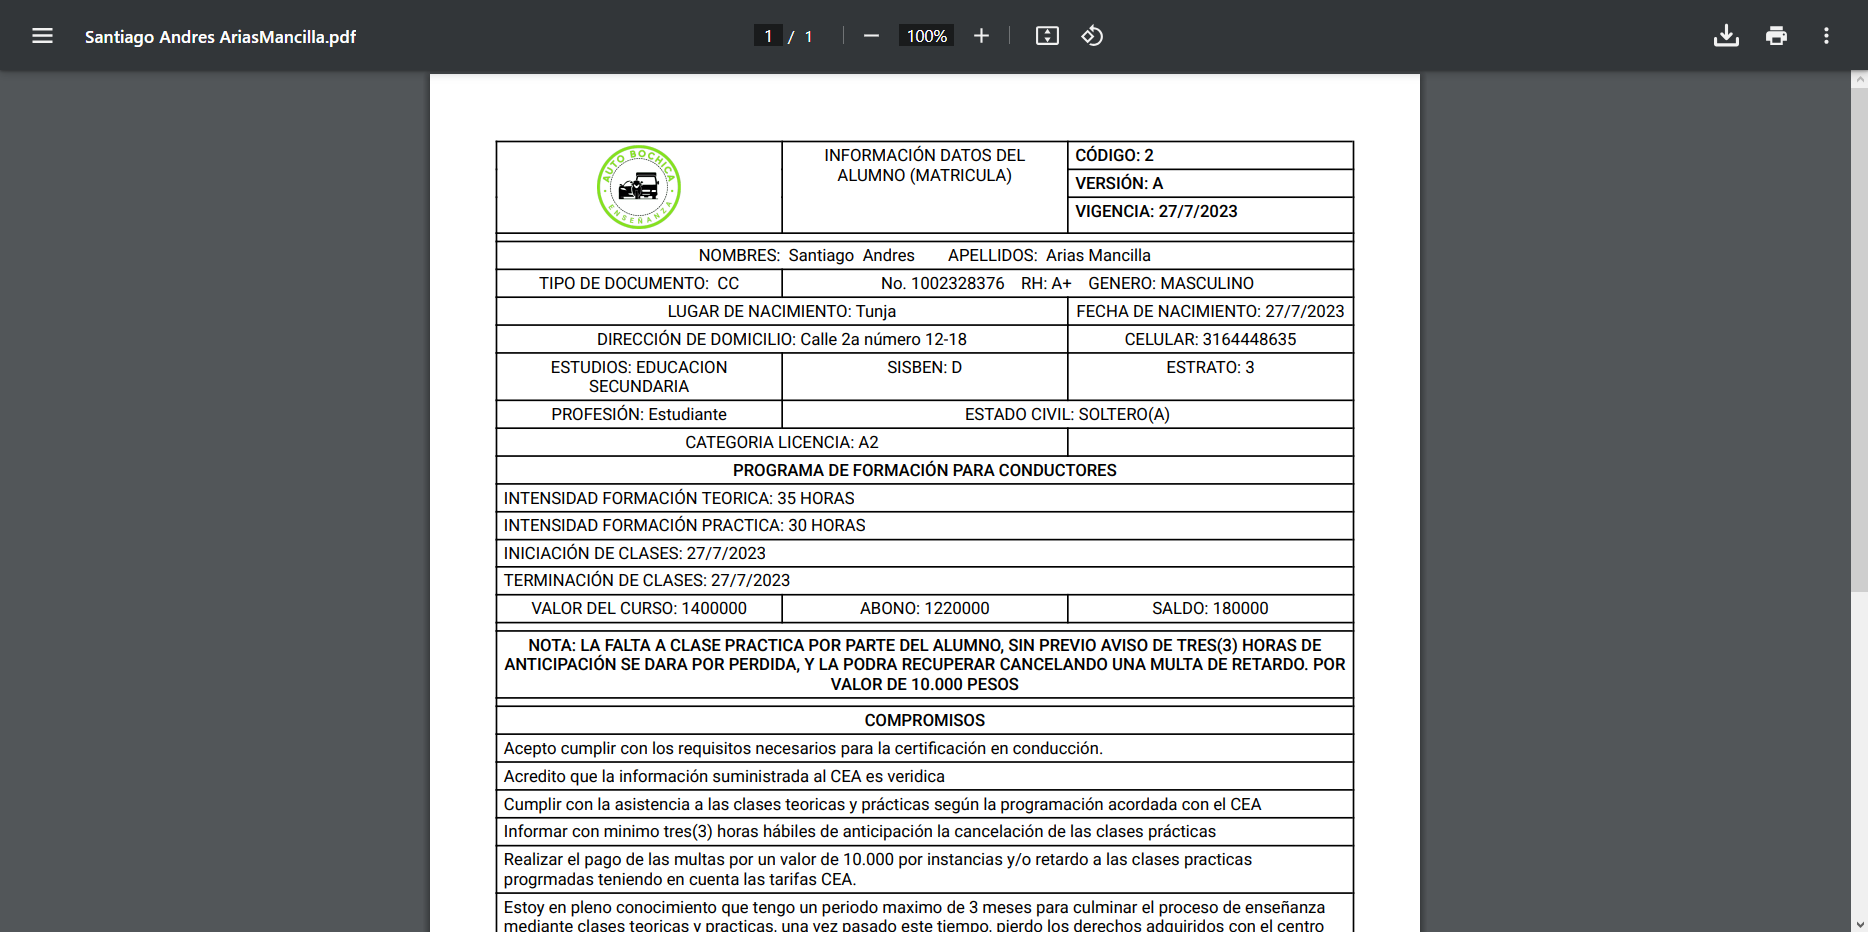 Santiago Andres AriasMancilla.pdf
1 / 1
100%
AUTO BOCHICA
ENSEÑANZA
INFORMACIÓN DATOS DEL
ALUMNO (MATRICULA)
CÓDIGO: 2
VERSIÓN: A
VIGENCIA: 27/7/2023
NOMBRES: Santiago Andres APELLIDOS: Arias Mancilla
TIPO DE DOCUMENTO: CC
No. 1002328376 RH: A+ GENERO: MASCULINO
LUGAR DE NACIMIENTO: Tunja
FECHA DE NACIMIENTO: 27/7/2023
DIRECCIÓN DE DOMICILIO: Calle 2a número 12-18
CELULAR: 3164448635
ESTUDIOS: EDUCACION
SECUNDARIA
SISBEN: D
ESTRATO: 3
PROFESIÓN: Estudiante
ESTADO CIVIL: SOLTERO(A)
CATEGORIA LICENCIA: A2
PROGRAMA DE FORMACIÓN PARA CONDUCTORES
INTENSIDAD FORMACIÓN TEORICA: 35 HORAS
INTENSIDAD FORMACIÓN PRACTICA: 30 HORAS
INICIACIÓN DE CLASES: 27/7/2023
TERMINACIÓN DE CLASES: 27/7/2023
VALOR DEL CURSO: 1400000
ABONO: 1220000
SALDO: 180000
NOTA: LA FALTA A CLASE PRACTICA POR PARTE DEL ALUMNO, SIN PREVIO AVISO DE TRES(3) HORAS DE
ANTICIPACIÓN SE DARA POR PERDIDA, Y LA PODRA RECUPERAR CANCELANDO UNA MULTA DE RETARDO. POR
VALOR DE 10.000 PESOS
COMPROMISOS
Acepto cumplir con los requisitos necesarios para la certificación en conducción.
Acredito que la información suministrada al CEA es veridica
Cumplir con la asistencia a las clases teoricas y prácticas según la programación acordada con el CEA
Informar con minimo tres(3) horas hábiles de anticipación la cancelación de las clases prácticas
Realizar el pago de las multas por un valor de 10.000 por instancias y/o retardo a las clases practicas
progrmadas teniendo en cuenta las tarifas CEA.
Estoy en pleno conocimiento que tengo un periodo maximo de 3 meses para culminar el proceso de enseñanza
mediante clases teoricas y practicas, una vez pasado este tiempo, pierdo los derechos adquiridos con el centro